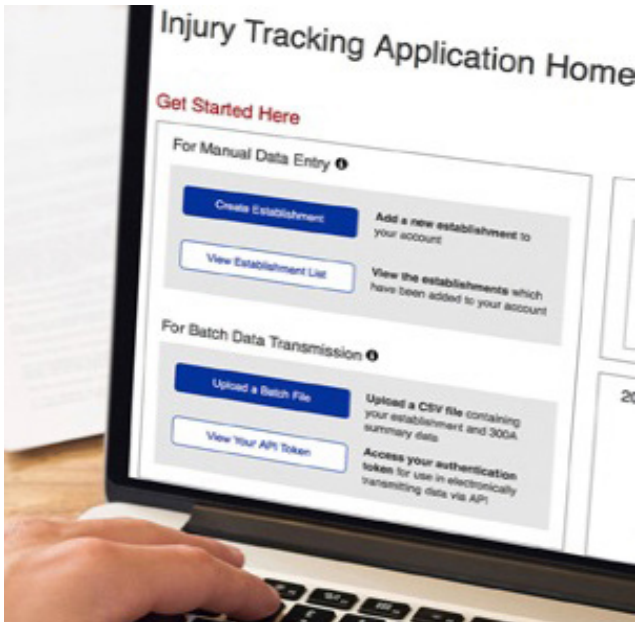 Injury Tracking Application Home
Get Started Here
For Manual Data Entry
Create Establishment
Add a new establishment to
your account
View Establishment List
View the establishments which
have been added to your account
For Batch Data Transmission
Upload a Batch File
Upload a CSV file containing
your establishment and 300A
summary data
View Your API Token
Access your authentication
token for use in electronically
transmitting data via API
20